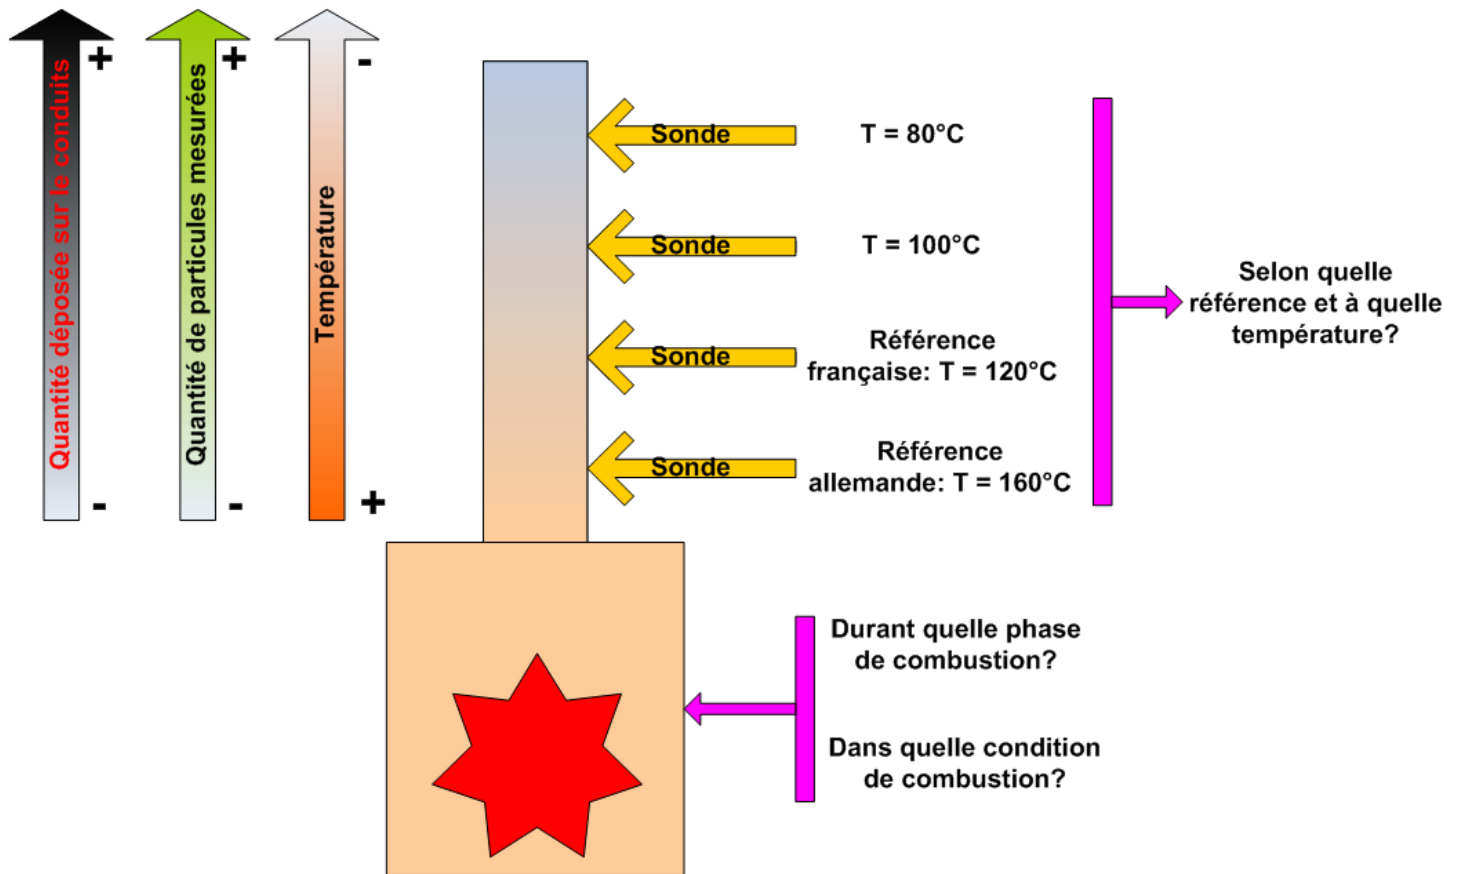 Quantité déposée sur le conduits
+
-
Quantité de particules mesurées
+
-
Température
-
+
Sonde
T = 80°C
Sonde
T = 100°C
Sonde
Référence
française: T = 120°C
Sonde
Référence
allemande: T = 160°C
Selon quelle
référence et à quelle
température?
Durant quelle phase
de combustion?
Dans quelle condition
de combustion?